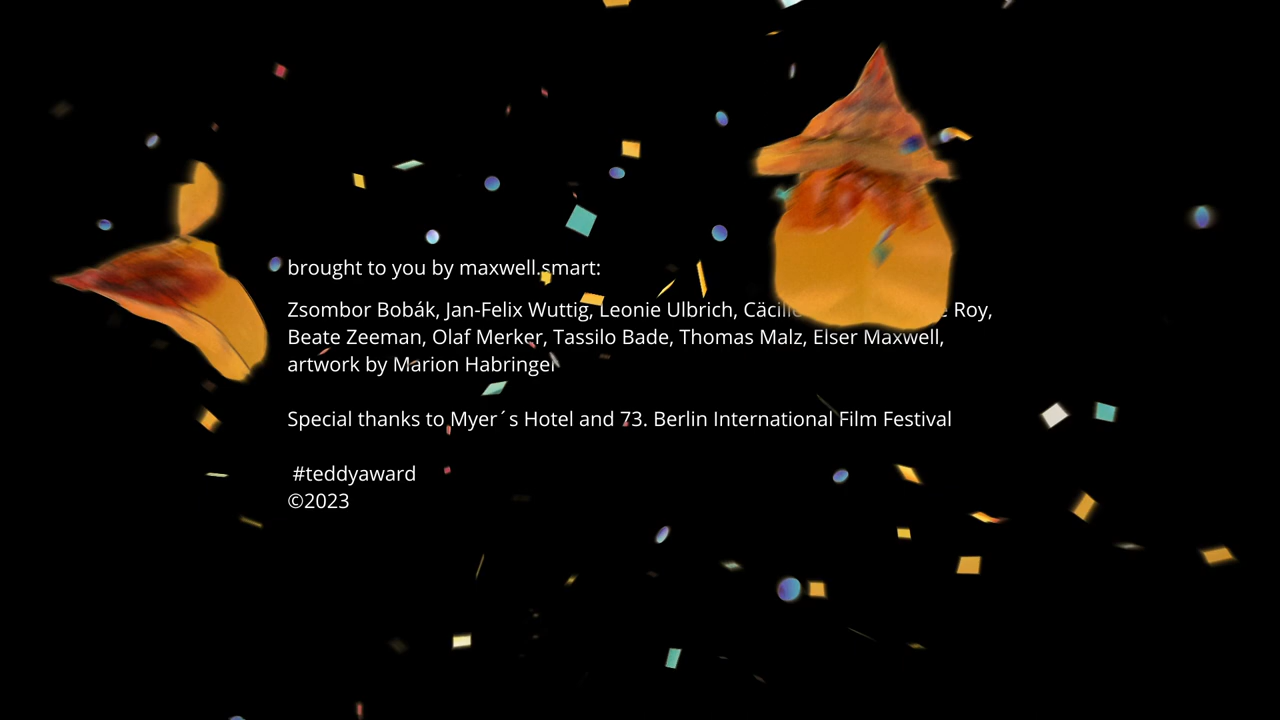 brought to you by maxwell.smart:
Zsombor Bobák, Jan-Felix Wuttig, Leonie Ulbrich, Roy,
Beate Zeeman, Olaf Merker, Tassilo Bade, Thomas Malz, Elser Maxwell,
artwork by Marion Habringer
Special thanks to Myer´s Hotel and 73. Berlin International Film Festival
#teddyaward
©2023